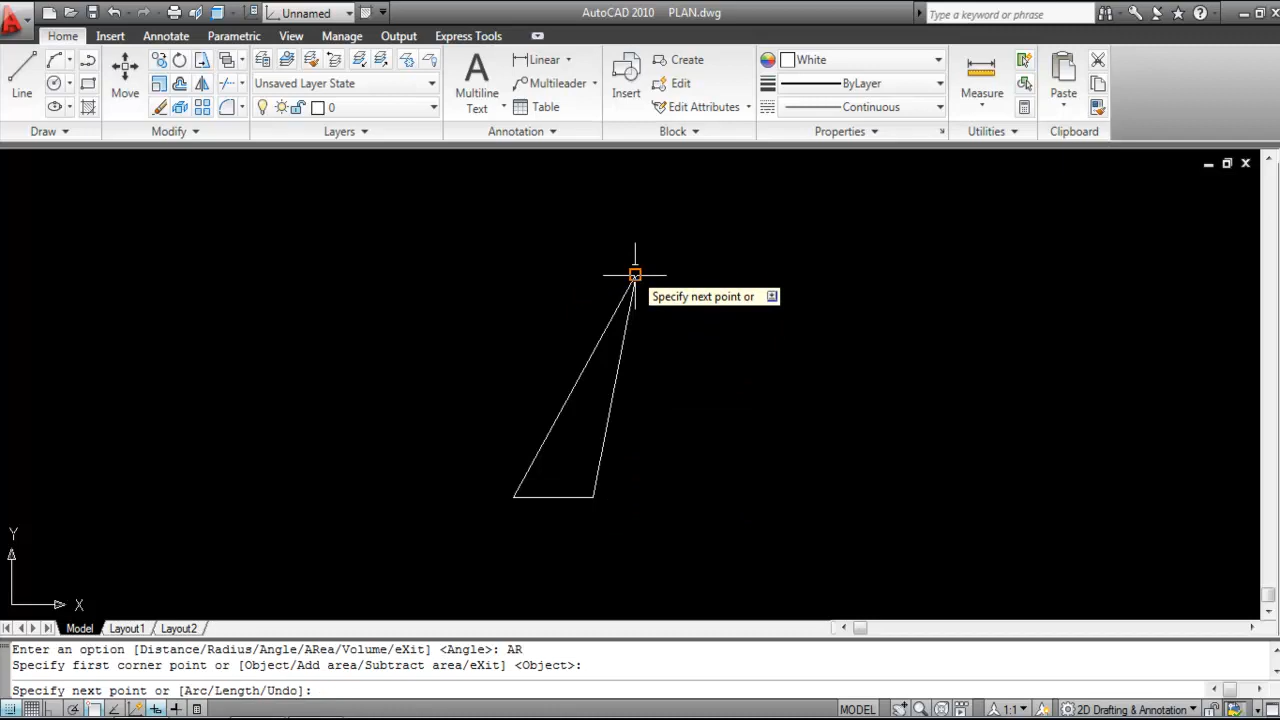 Unnamed
AutoCAD 2010 PLAN.dwg
Type a keyword or phrase
Home Insert Annotate Parametric View Manage Output Express Tools
Line
Move
Unsaved Layer State
0
Multiline
Text
Linear
Multileader
Table
Insert
Create
Edit
Edit Attributes
White
ByLayer
Continuous
Measure
Paste
Draw Modify Layers Annotation Block Properties Utilities Clipboard
Specify next point or
Y
X
Model Layout1 Layout2
Enter an option [Distance/Radius/Angle/ARea/Volume/eXit] <Angle>: AR
Specify first corner point or [Object/Add area/Subtract area/eXit] <Object>:
Specify next point or [Arc/Length/Undo]:
MODEL 1:1 2D Drafting & Annotation